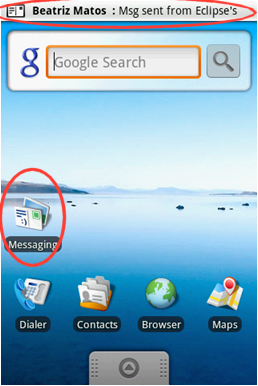 Beatriz Matos : Msg sent from Eclipse's
g Google Search
Messaging
Dialer Contacts Browser Maps